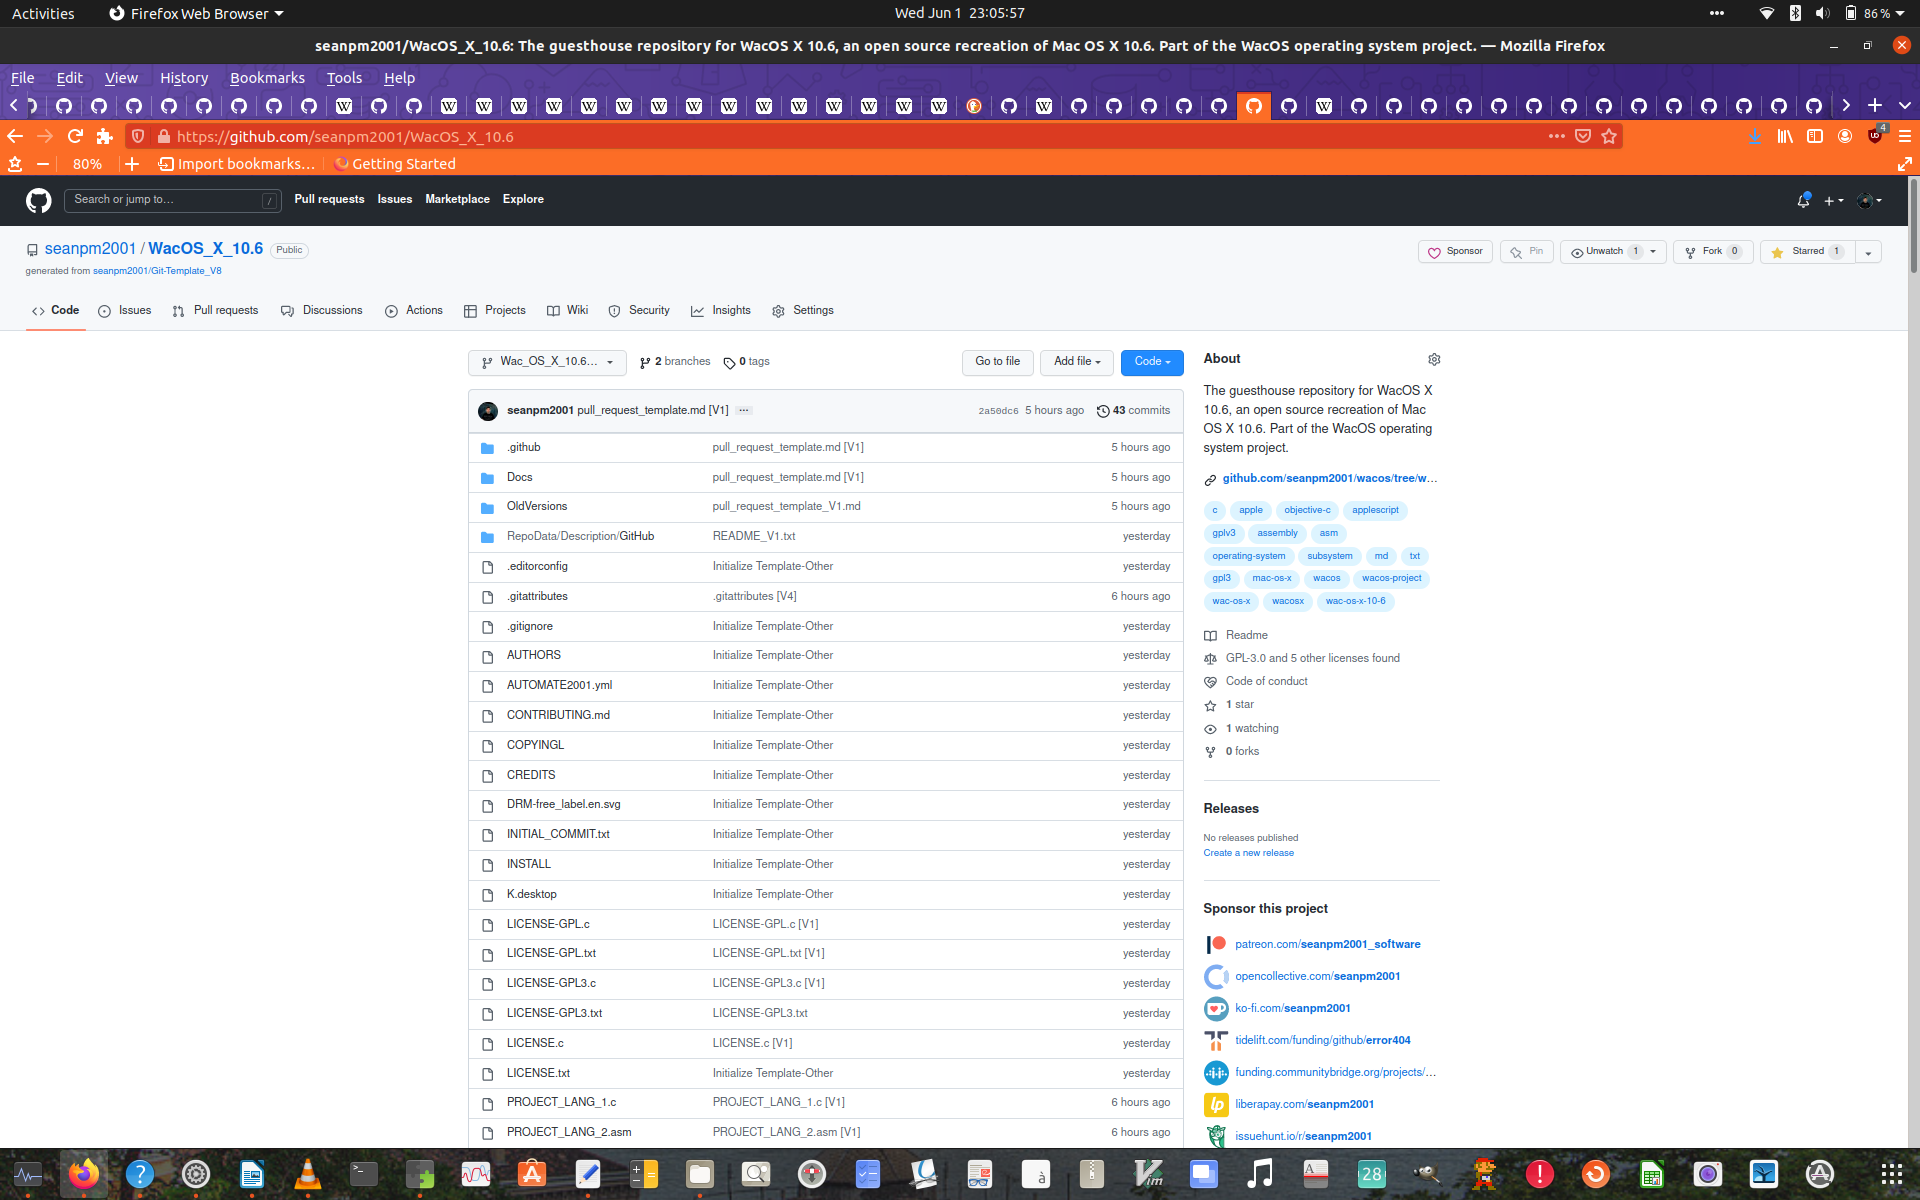 Activities
Firefox Web Browser
Wed Jun 1 23:05:57
86 %
seanpm2001/WacOS_X_10.6: The guesthouse repository for WacOS X 10.6, an open source recreation of Mac OS X 10.6. Part of the WacOS operating system project. — Mozilla Firefox
File Edit View History Bookmarks Tools Help
https://github.com/seanpm2001/WacOS_X_10.6
4
80%
Import bookmarks…
Getting Started
Search or jump to…
/
Pull requests Issues Marketplace Explore
seanpm2001 / WacOS_X_10.6 Public
generated from seanpm2001/Git-Template_V8
Sponsor
Pin
Unwatch 1
Fork 0
Starred 1
Code Issues Pull requests Discussions Actions Projects Wiki Security Insights Settings
Wac_OS_X_10.6...
2 branches
0 tags
Go to file
Add file
Code
seanpm2001 pull_request_template.md [V1] ... 2a50dc6 5 hours ago 43 commits
.github pull_request_template.md [V1] 5 hours ago
Docs pull_request_template.md [V1] 5 hours ago
OldVersions pull_request_template_V1.md 5 hours ago
RepoData/Description/GitHub README_V1.txt yesterday
.editorconfig Initialize Template-Other yesterday
.gitattributes .gitattributes [V4] 6 hours ago
.gitignore Initialize Template-Other yesterday
AUTHORS Initialize Template-Other yesterday
AUTOMATE2001.yml Initialize Template-Other yesterday
CONTRIBUTING.md Initialize Template-Other yesterday
COPYINGL Initialize Template-Other yesterday
CREDITS Initialize Template-Other yesterday
DRM-free_label.en.svg Initialize Template-Other yesterday
INITIAL_COMMIT.txt Initialize Template-Other yesterday
INSTALL Initialize Template-Other yesterday
K.desktop Initialize Template-Other yesterday
LICENSE-GPL.c LICENSE-GPL.c [V1] yesterday
LICENSE-GPL.txt LICENSE-GPL.txt [V1] yesterday
LICENSE-GPL3.c LICENSE-GPL3.c [V1] yesterday
LICENSE-GPL3.txt LICENSE-GPL3.txt yesterday
LICENSE.c LICENSE.c [V1] yesterday
LICENSE.txt Initialize Template-Other yesterday
PROJECT_LANG_1.c PROJECT_LANG_1.c [V1] 6 hours ago
PROJECT_LANG_2.asm PROJECT_LANG_2.asm [V1] 6 hours ago
About
The guesthouse repository for WacOS X
10.6, an open source recreation of Mac
OS X 10.6. Part of the WacOS operating
system project.
github.com/seanpm2001/wacos/tree/w...
c apple objective-c applescript
gplv3 assembly asm
operating-system subsystem md txt
gpl3 mac-os-x wacos wacos-project
wac-os-x wacosx wac-os-x-10-6
Readme
GPL-3.0 and 5 other licenses found
Code of conduct
1 star
1 watching
0 forks
Releases
No releases published
Create a new release
Sponsor this project
patreon.com/seanpm2001_software
opencollective.com/seanpm2001
ko-fi.com/seanpm2001
tidelift.com/funding/github/error404
funding.communitybridge.org/projects/...
liberapay.com/seanpm2001
issuehunt.io/r/seanpm2001
28